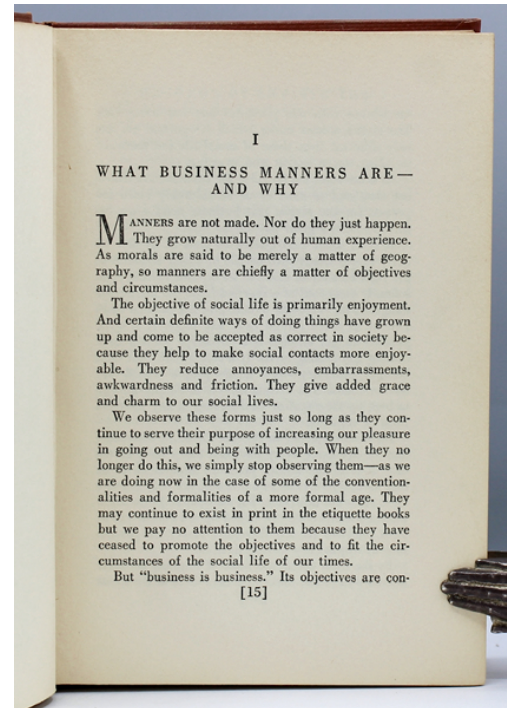 I
WHAT BUSINESS MANNERS ARE—
AND WHY
MANNERS are not made. Nor do they just happen.
They grow naturally out of human experience.
As morals are said to be merely a matter of geog-
raphy, so manners are chiefly a matter of objectives
and circumstances.
The objective of social life is primarily enjoyment.
And certain definite ways of doing things have grown
up and come to be accepted as correct in society be-
cause they help to make social contacts more enjoy-
able. They reduce annoyances, embarrassments,
awkwardness and friction. They give added grace
and charm to our social lives.
We observe these forms just so long as they con-
tinue to serve their purpose of increasing our pleasure
in going out and being with people. When they no
longer do this, we simply stop observing them—as we
are doing now in the case of some of the convention-
alities and formalities of a more formal age. They
may continue to exist in print in the etiquette books
but we pay no attention to them because they have
ceased to promote the objectives and to fit the cir-
cumstances of the social life of our times.
But “business is business.” Its objectives are con-
[15]